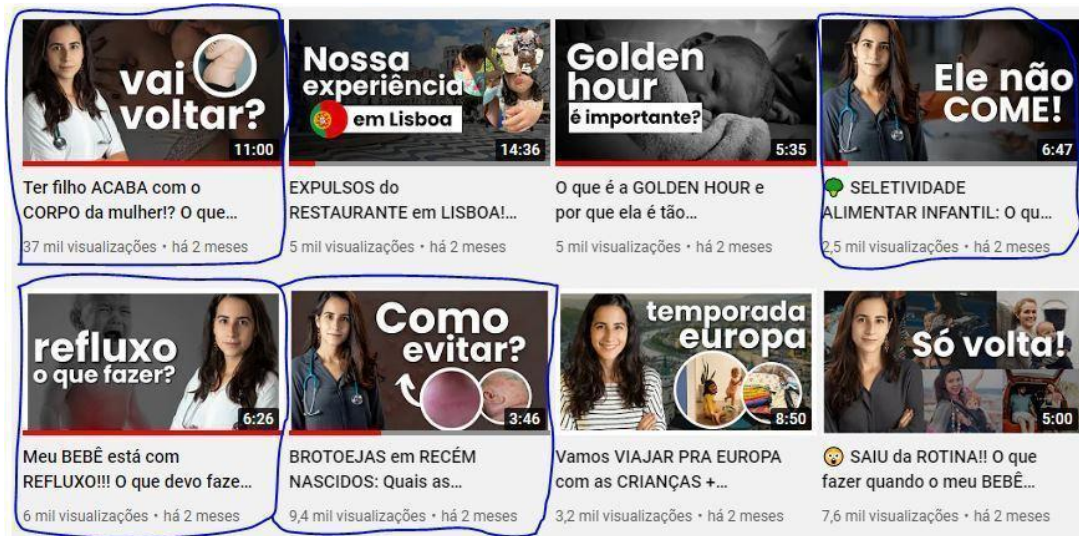 vai
voltar?
11:00
Ter filho ACABA com o
CORPO da mulher!? O que...
37 mil visualizações • há 2 meses
Nossa
experiência
em Lisboa
14:36
EXPULSOS do
RESTAURANTE em LISBOA!...
5 mil visualizações • há 2 meses
Golden
hour
é importante?
5:35
O que é a GOLDEN HOUR e
por que ela é tão...
5 mil visualizações • há 2 meses
Ele não
COME!
6:47
🥦 SELETIVIDADE
ALIMENTAR INFANTIL: O qu...
2,5 mil visualizações • há 2 meses
refluxo
o que fazer?
6:26
Meu BEBÊ está com
REFLUXO!!! O que devo faze...
6 mil visualizações • há 2 meses
Como
evitar?
3:46
BROTOEJAS em RECÉM
NASCIDOS: Quais as...
9,4 mil visualizações • há 2 meses
temporada
europa
8:50
Vamos VIAJAR PRA EUROPA
com as CRIANÇAS +...
3,2 mil visualizações • há 2 meses
Só volta!
5:00
😲 SAIU da ROTINA!! O que
fazer quando o meu BEBÊ...
7,6 mil visualizações • há 2 meses